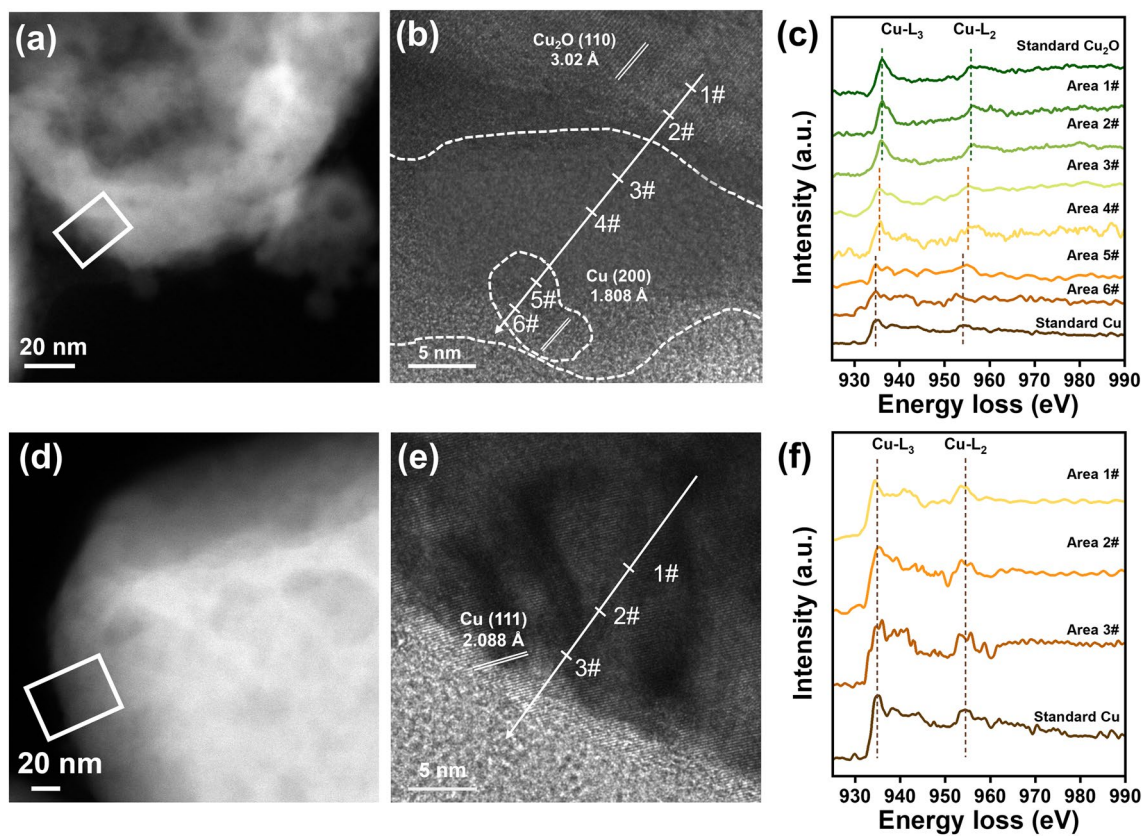 (a)
20 nm
(b)
Cu₂O (110)
3.02 Å
1#
2#
3#
4#
5#
6#
Cu (200)
1.808 Å
5 nm
(c)
Cu-L₃
Cu-L₂
Standard Cu₂O
Area 1#
Area 2#
Area 3#
Area 4#
Area 5#
Area 6#
Standard Cu
Intensity (a.u.)
930 940 950 960 970 980 990
Energy loss (eV)
(d)
20 nm
(e)
1#
2#
3#
Cu (111)
2.088 Å
5 nm
(f)
Cu-L₃
Cu-L₂
Area 1#
Area 2#
Area 3#
Standard Cu
Intensity (a.u.)
930 940 950 960 970 980 990
Energy loss (eV)